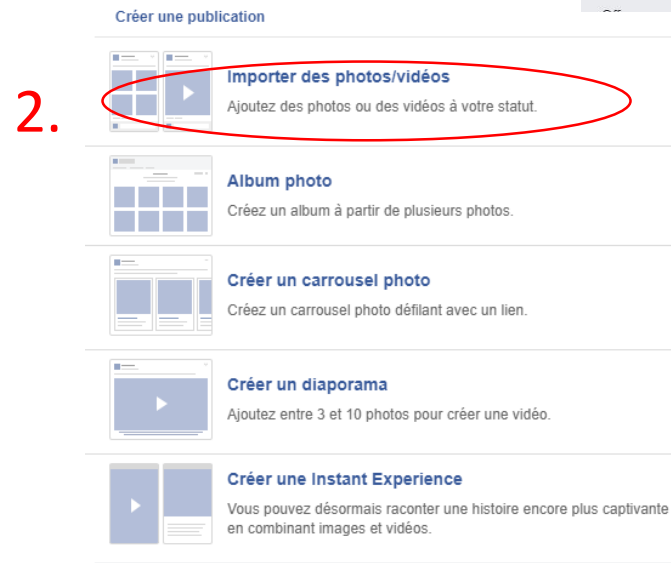 Créer une publication
2.
Importer des photos/vidéos
Ajoutez des photos ou des vidéos à votre statut.
Album photo
Créez un album à partir de plusieurs photos.
Créer un carrousel photo
Créez un carrousel photo défilant avec un lien.
Créer un diaporama
Ajoutez entre 3 et 10 photos pour créer une vidéo.
Créer une Instant Experience
Vous pouvez désormais raconter une histoire encore plus captivante
en combinant images et vidéos.